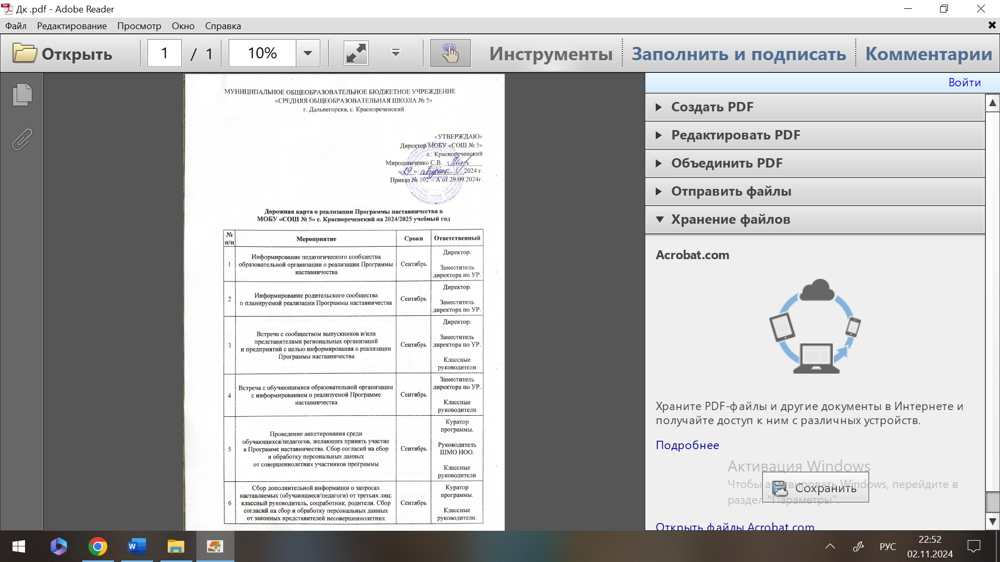 Дк .pdf - Adobe Reader
Файл Редактирование Просмотр Окно Справка
Открыть 1 / 1 10% Инструменты Заполнить и подписать Комментарии
МУНИЦИПАЛЬНОЕ ОБЩЕОБРАЗОВАТЕЛЬНОЕ БЮДЖЕТНОЕ УЧРЕЖДЕНИЕ
«СРЕДНЯЯ ОБЩЕОБРАЗОВАТЕЛЬНАЯ ШКОЛА № 5»
г. Дальнегорска, с. Краснореченский
«УТВЕРЖДАЮ»
Директор МОБУ «СОШ № 5»
с. Краснореченский
Мирошниченко С.В.
«29» августа 2024 г.
Приказ № 102 – А от 29.09.2024г.
Дорожная карта о реализации Программы наставничества в
МОБУ «СОШ № 5» с. Краснореченский на 2024/2025 учебный год
№ п/п Мероприятие Сроки Ответственный
1
Информирование педагогического сообщества
образовательной организации о реализации Программы
наставничества
Сентябрь
Директор.
Заместитель
директора по УР.
2
Информирование родительского сообщества
о планируемой реализации Программы наставничества
Сентябрь
Директор.
Заместитель
директора по УР.
3
Встреча с сообществом выпускников и/или
представителями региональных организаций
и предприятий с целью информирования о реализации
Программы наставничества
Сентябрь
Директор.
Заместитель
директора по УР.
Классные
руководители
4
Встреча с обучающимися образовательной организации
с информированием о реализуемой Программе
наставничества
Сентябрь
Заместитель
директора по УР.
Классные
руководители
5
Проведение анкетирования среди
обучающихся/педагогов, желающих принять участие
в Программе наставничества. Сбор согласий на сбор
и обработку персональных данных
от совершеннолетних участников программы
Сентябрь
Куратор
программы.
Руководитель
ШМО НОО.
Классные
руководители
6
Сбор дополнительной информации о запросах
наставляемых (обучающиеся/педагоги) от третьих лиц:
классный руководитель, соцработник, родители. Сбор
согласий на сбор и обработку персональных данных
от законных представителей несовершеннолетних
Сентябрь
Куратор
программы.
Классные
руководители.
Войти
Создать PDF
Редактировать PDF
Объединить PDF
Отправить файлы
Хранение файлов
Acrobat.com
Храните PDF-файлы и другие документы в Интернете и
получайте доступ к ним с различных устройств.
Подробнее
Активация Windows
Чтобы активировать Windows, перейдите в
раздел "Параметры".
Сохранить
Открыть файлы Acrobat.com
РУС
22:52
02.11.2024